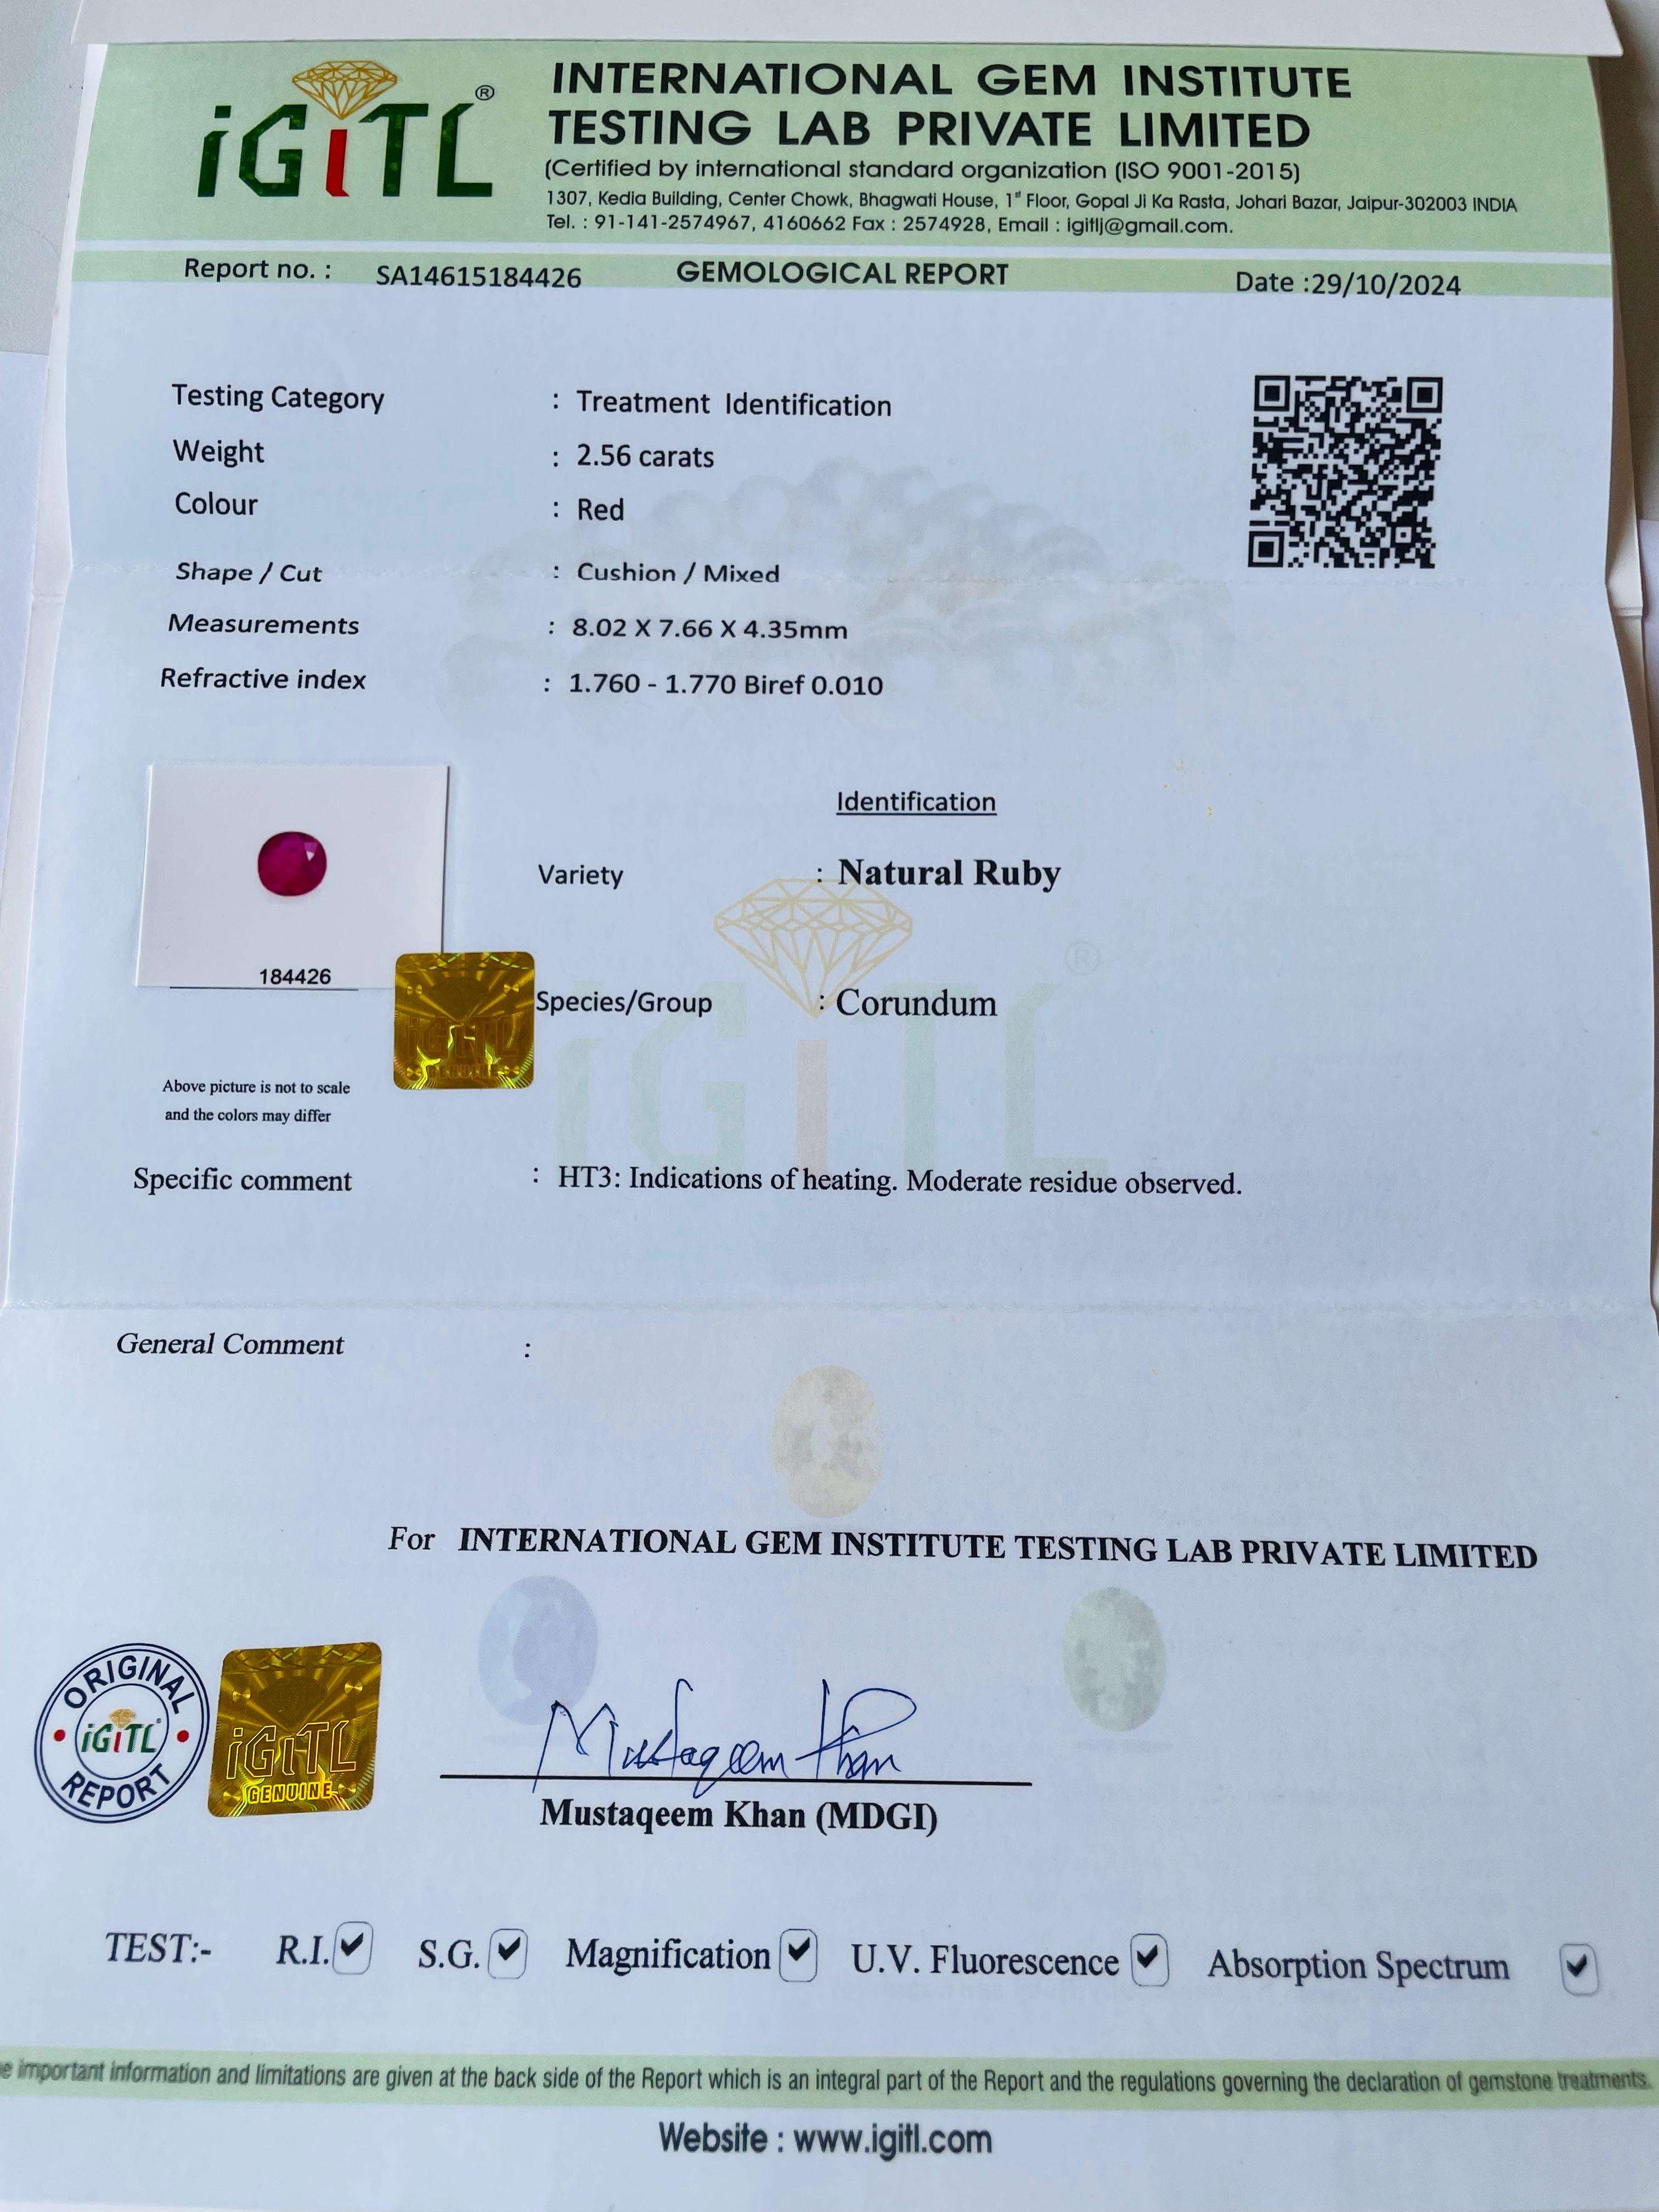 iGiTL®
INTERNATIONAL GEM INSTITUTE
TESTING LAB PRIVATE LIMITED
(Certified by international standard organization (ISO 9001-2015)
1307, Kedia Building, Center Chowk, Bhagwati House, 1st Floor, Gopal Ji Ka Rasta, Johari Bazar, Jaipur-302003 INDIA
Tel. : 91-141-2574967, 4160662 Fax : 2574928, Email : igitlj@gmail.com.
Report no. : SA14615184426 GEMOLOGICAL REPORT Date :29/10/2024
Testing Category : Treatment Identification
Weight : 2.56 carats
Colour : Red
Shape / Cut : Cushion / Mixed
Measurements : 8.02 X 7.66 X 4.35mm
Refractive index : 1.760 - 1.770 Biref 0.010
Identification
Variety : Natural Ruby
184426
iGiTL
GENUINE
Species/Group : Corundum
iGiTL®
Above picture is not to scale
and the colors may differ
Specific comment : HT3: Indications of heating. Moderate residue observed.
General Comment :
For INTERNATIONAL GEM INSTITUTE TESTING LAB PRIVATE LIMITED
ORIGINAL
iGiTL
REPORT
iGiTL
GENUINE
Mustaqeem Khan
Mustaqeem Khan (MDGI)
TEST:- R.I. ✔ S.G. ✔ Magnification ✔ U.V. Fluorescence ✔ Absorption Spectrum ✔
important information and limitations are given at the back side of the Report which is an integral part of the Report and the regulations governing the declaration of gemstone treatments.
Website : www.igitl.com